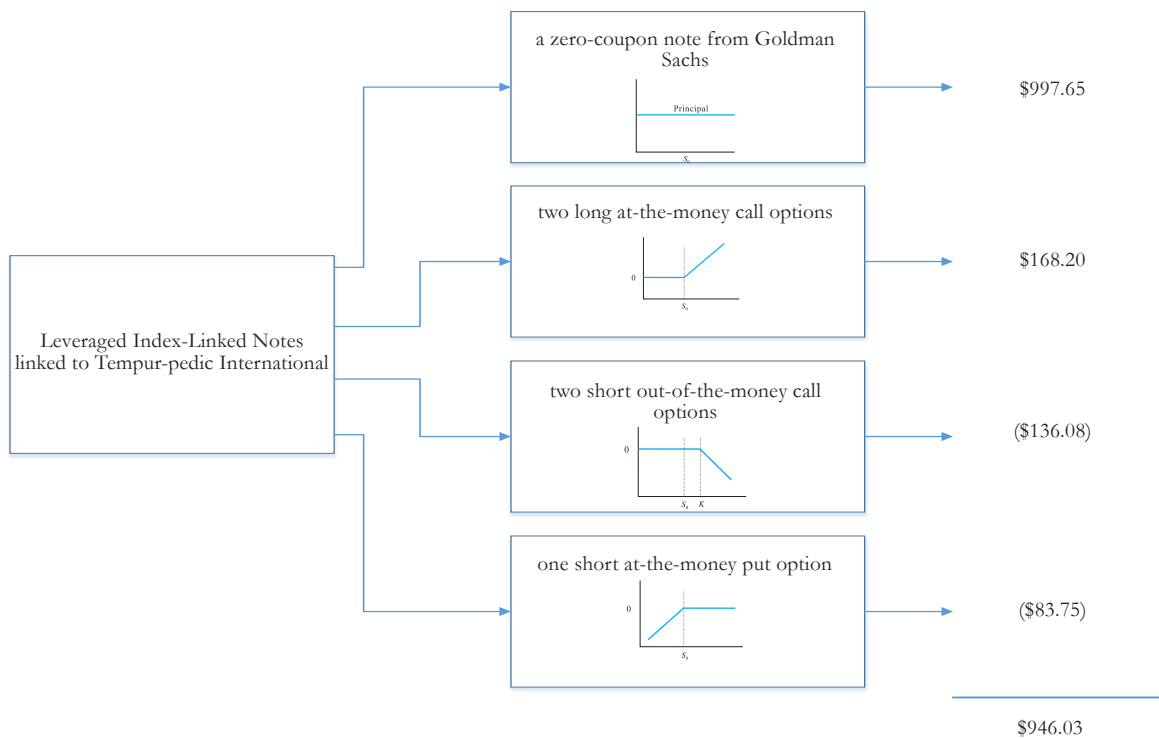 a zero-coupon note from Goldman
Sachs
Principal
S₀
$997.65
two long at-the-money call options
0
S₀
$168.20
Leveraged Index-Linked Notes
linked to Tempur-pedic International
two short out-of-the-money call
options
0
S₀ K
($136.08)
one short at-the-money put option
0
S₀
($83.75)
$946.03